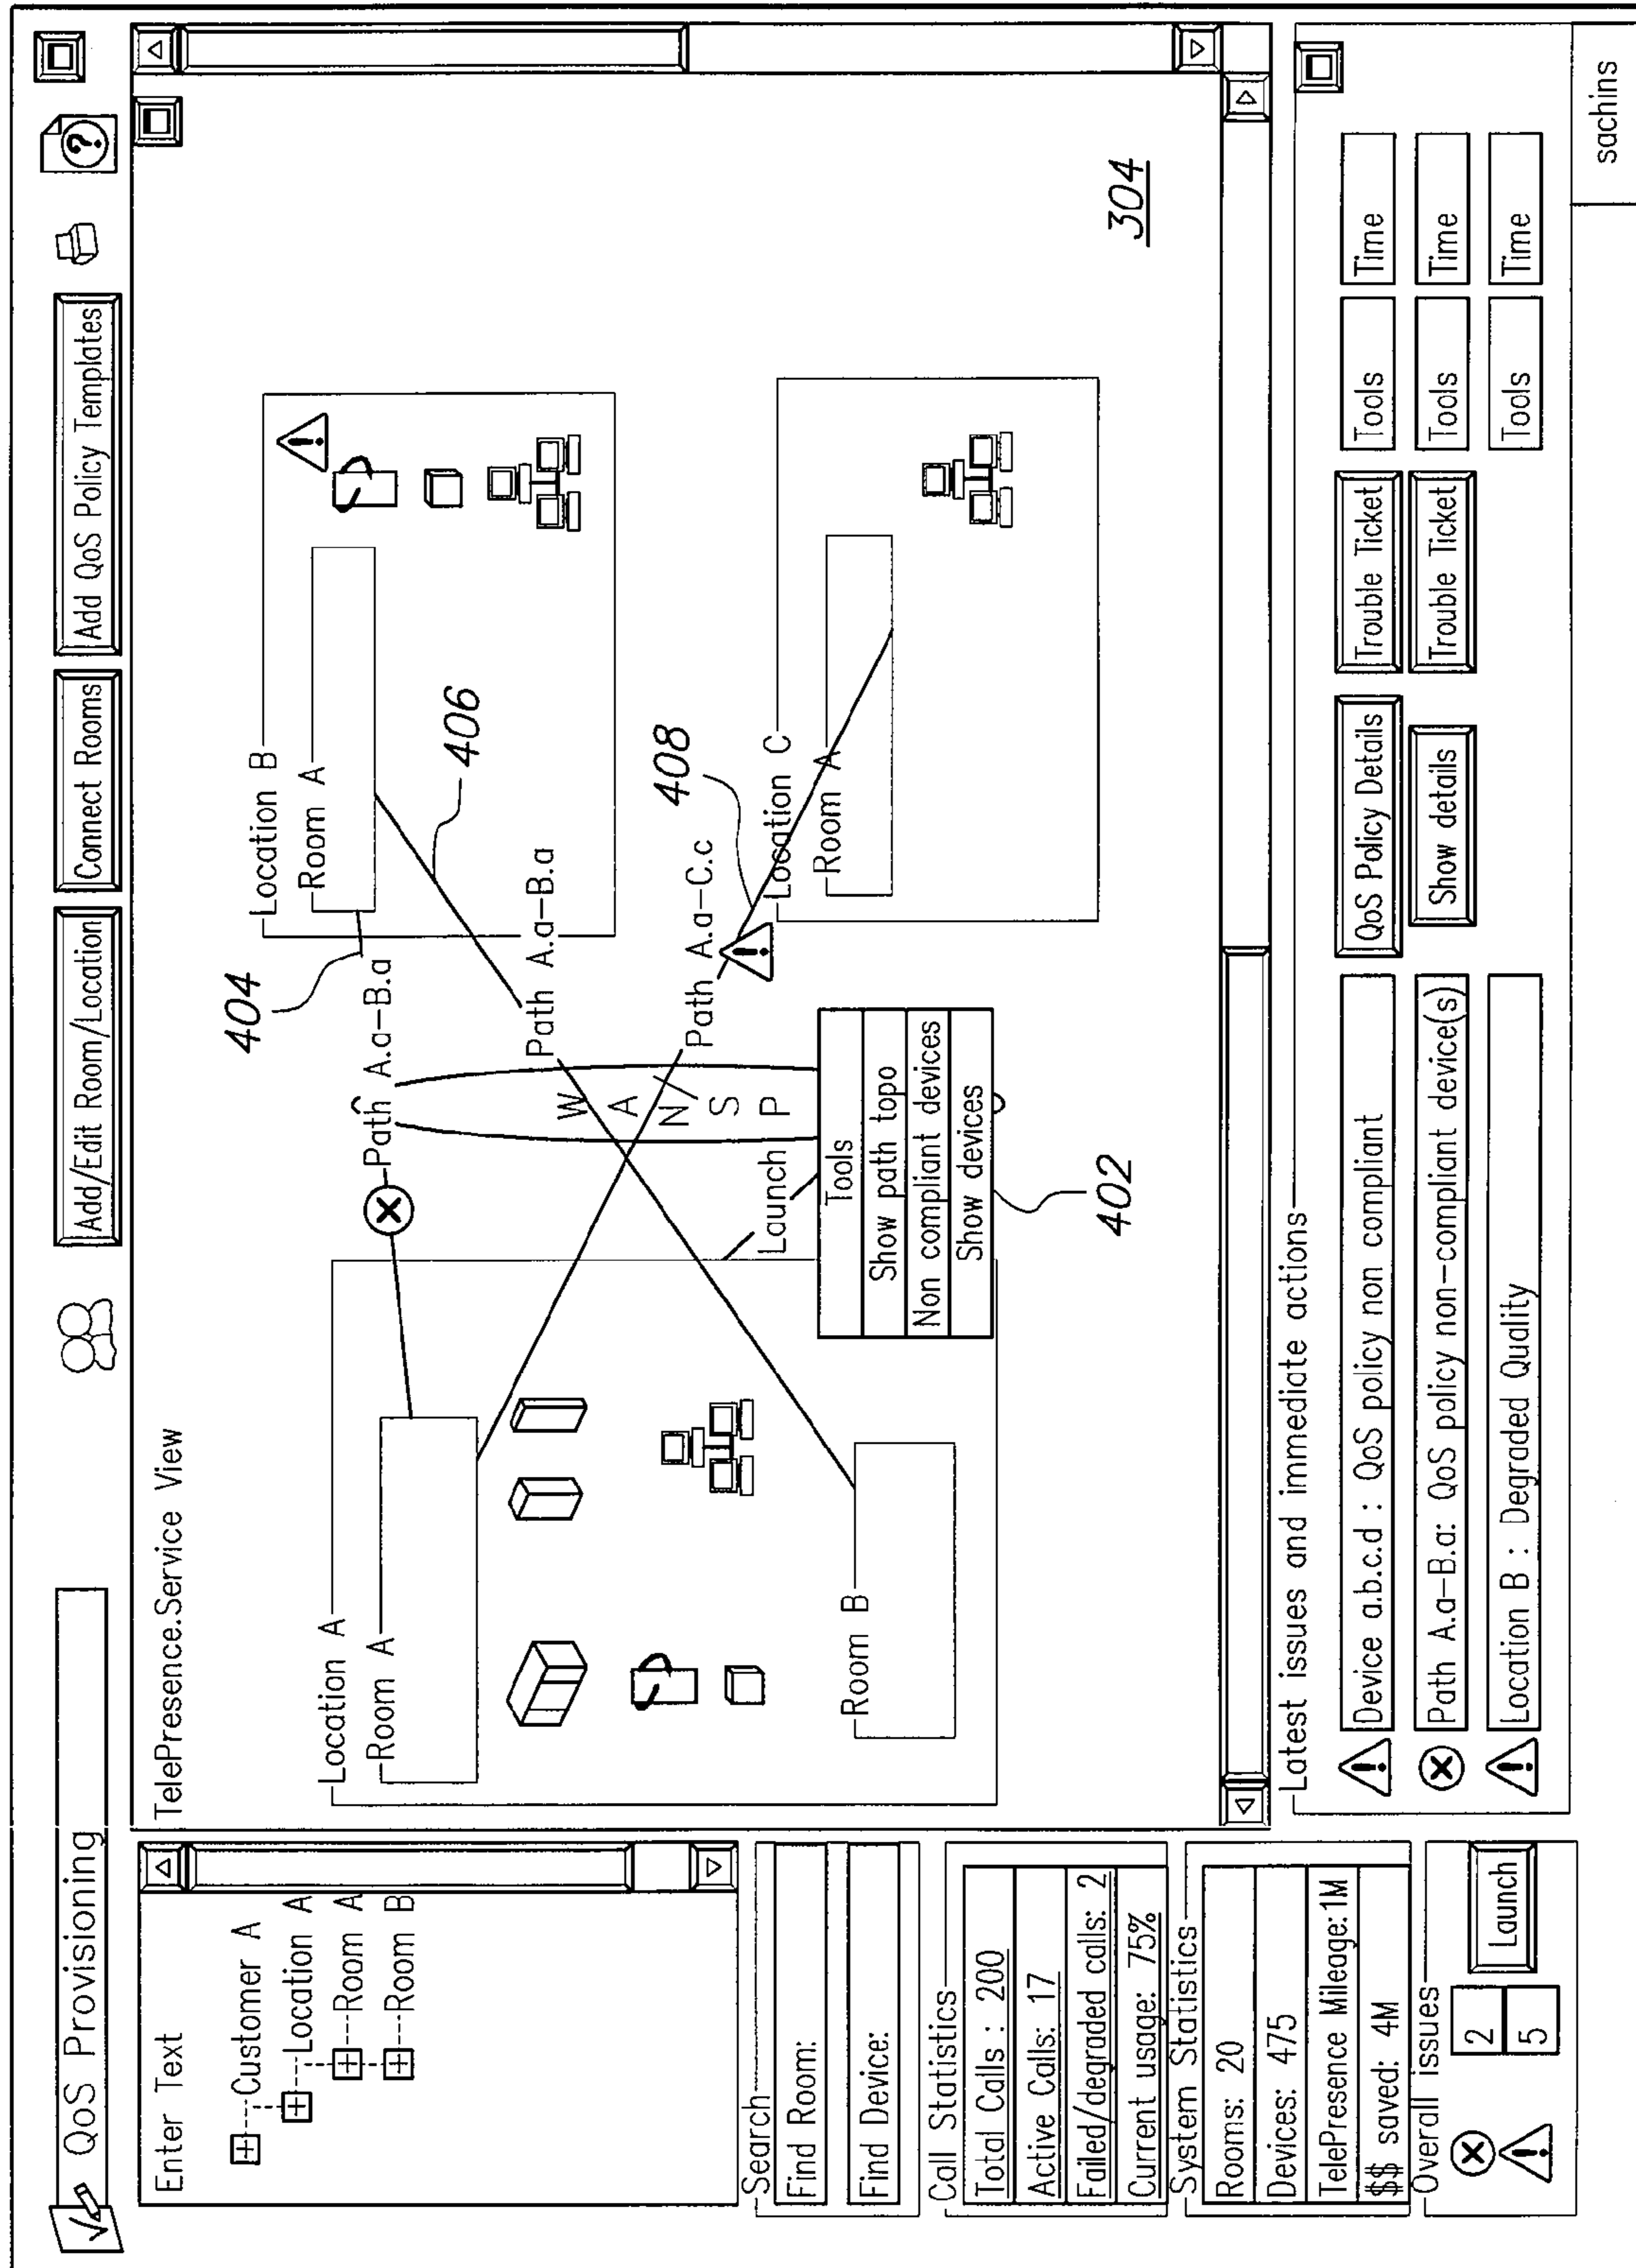 QoS Provisioning
Add/Edit Room/Location
Connect Rooms
Add QoS Policy Templates
?
Enter Text
Customer A
Location A
Room A
Room B
Search
Find Room:
Find Device:
Call Statistics
Total Calls : 200
Active Calls: 17
Failed/degraded calls: 2
Current usage: 75%
System Statistics
Rooms: 20
Devices: 475
TelePresence Mileage: 1M
$$ saved: 4M
Overall issues
2
5
Launch
TelePresence.Service View
Location A
Room A
Room B
404
Path A.a-B.a
Location B
Room A
406
Path A.a-B.a
WAN/SP
Path A.a-C.c
408
Location C
Room A
Launch
Tools
Show path topo
Non compliant devices
Show devices
402
304
Latest issues and immediate actions
Device a.b.c.d : QoS policy non compliant
QoS Policy Details
Trouble Ticket
Tools
Time
Path A.a-B.a: QoS policy non-compliant device(s)
Show details
Trouble Ticket
Tools
Time
Location B : Degraded Quality
Tools
Time
sachins